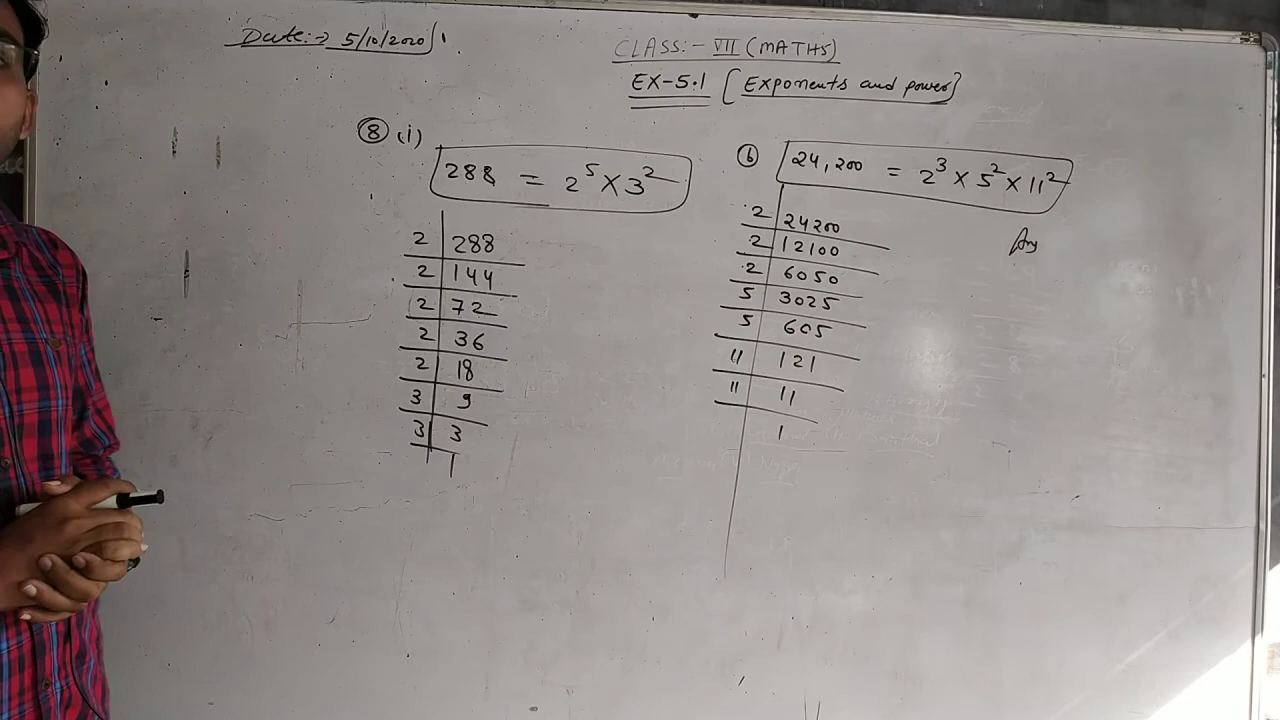 Date:→ 5/10/2020
CLASS:- VII (MATHS)
EX-5.1 [Exponents and power]
8 (i)
288 = 2⁵ × 3²
2 | 288
2 | 144
2 | 72
2 | 36
2 | 18
3 | 9
3 | 3
1
6
24,200 = 2³ × 5² × 11²
2 | 24200
2 | 12100
2 | 6050
5 | 3025
5 | 605
11 | 121
11 | 11
1
Ans